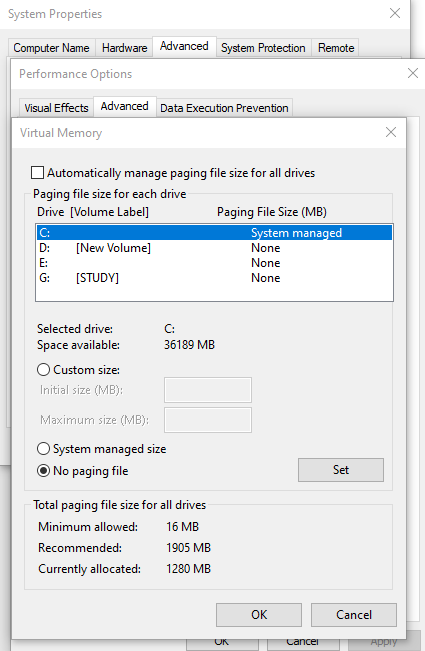 System Properties
Computer Name Hardware Advanced System Protection Remote
Performance Options
Visual Effects Advanced Data Execution Prevention
Virtual Memory
Automatically manage paging file size for all drives
Paging file size for each drive
Drive [Volume Label] Paging File Size (MB)
C: System managed
D: [New Volume] None
E: None
G: [STUDY] None
Selected drive: C:
Space available: 36189 MB
Custom size:
Initial size (MB):
Maximum size (MB):
System managed size
No paging file
Set
Total paging file size for all drives
Minimum allowed: 16 MB
Recommended: 1905 MB
Currently allocated: 1280 MB
OK Cancel
OK Cancel Apply